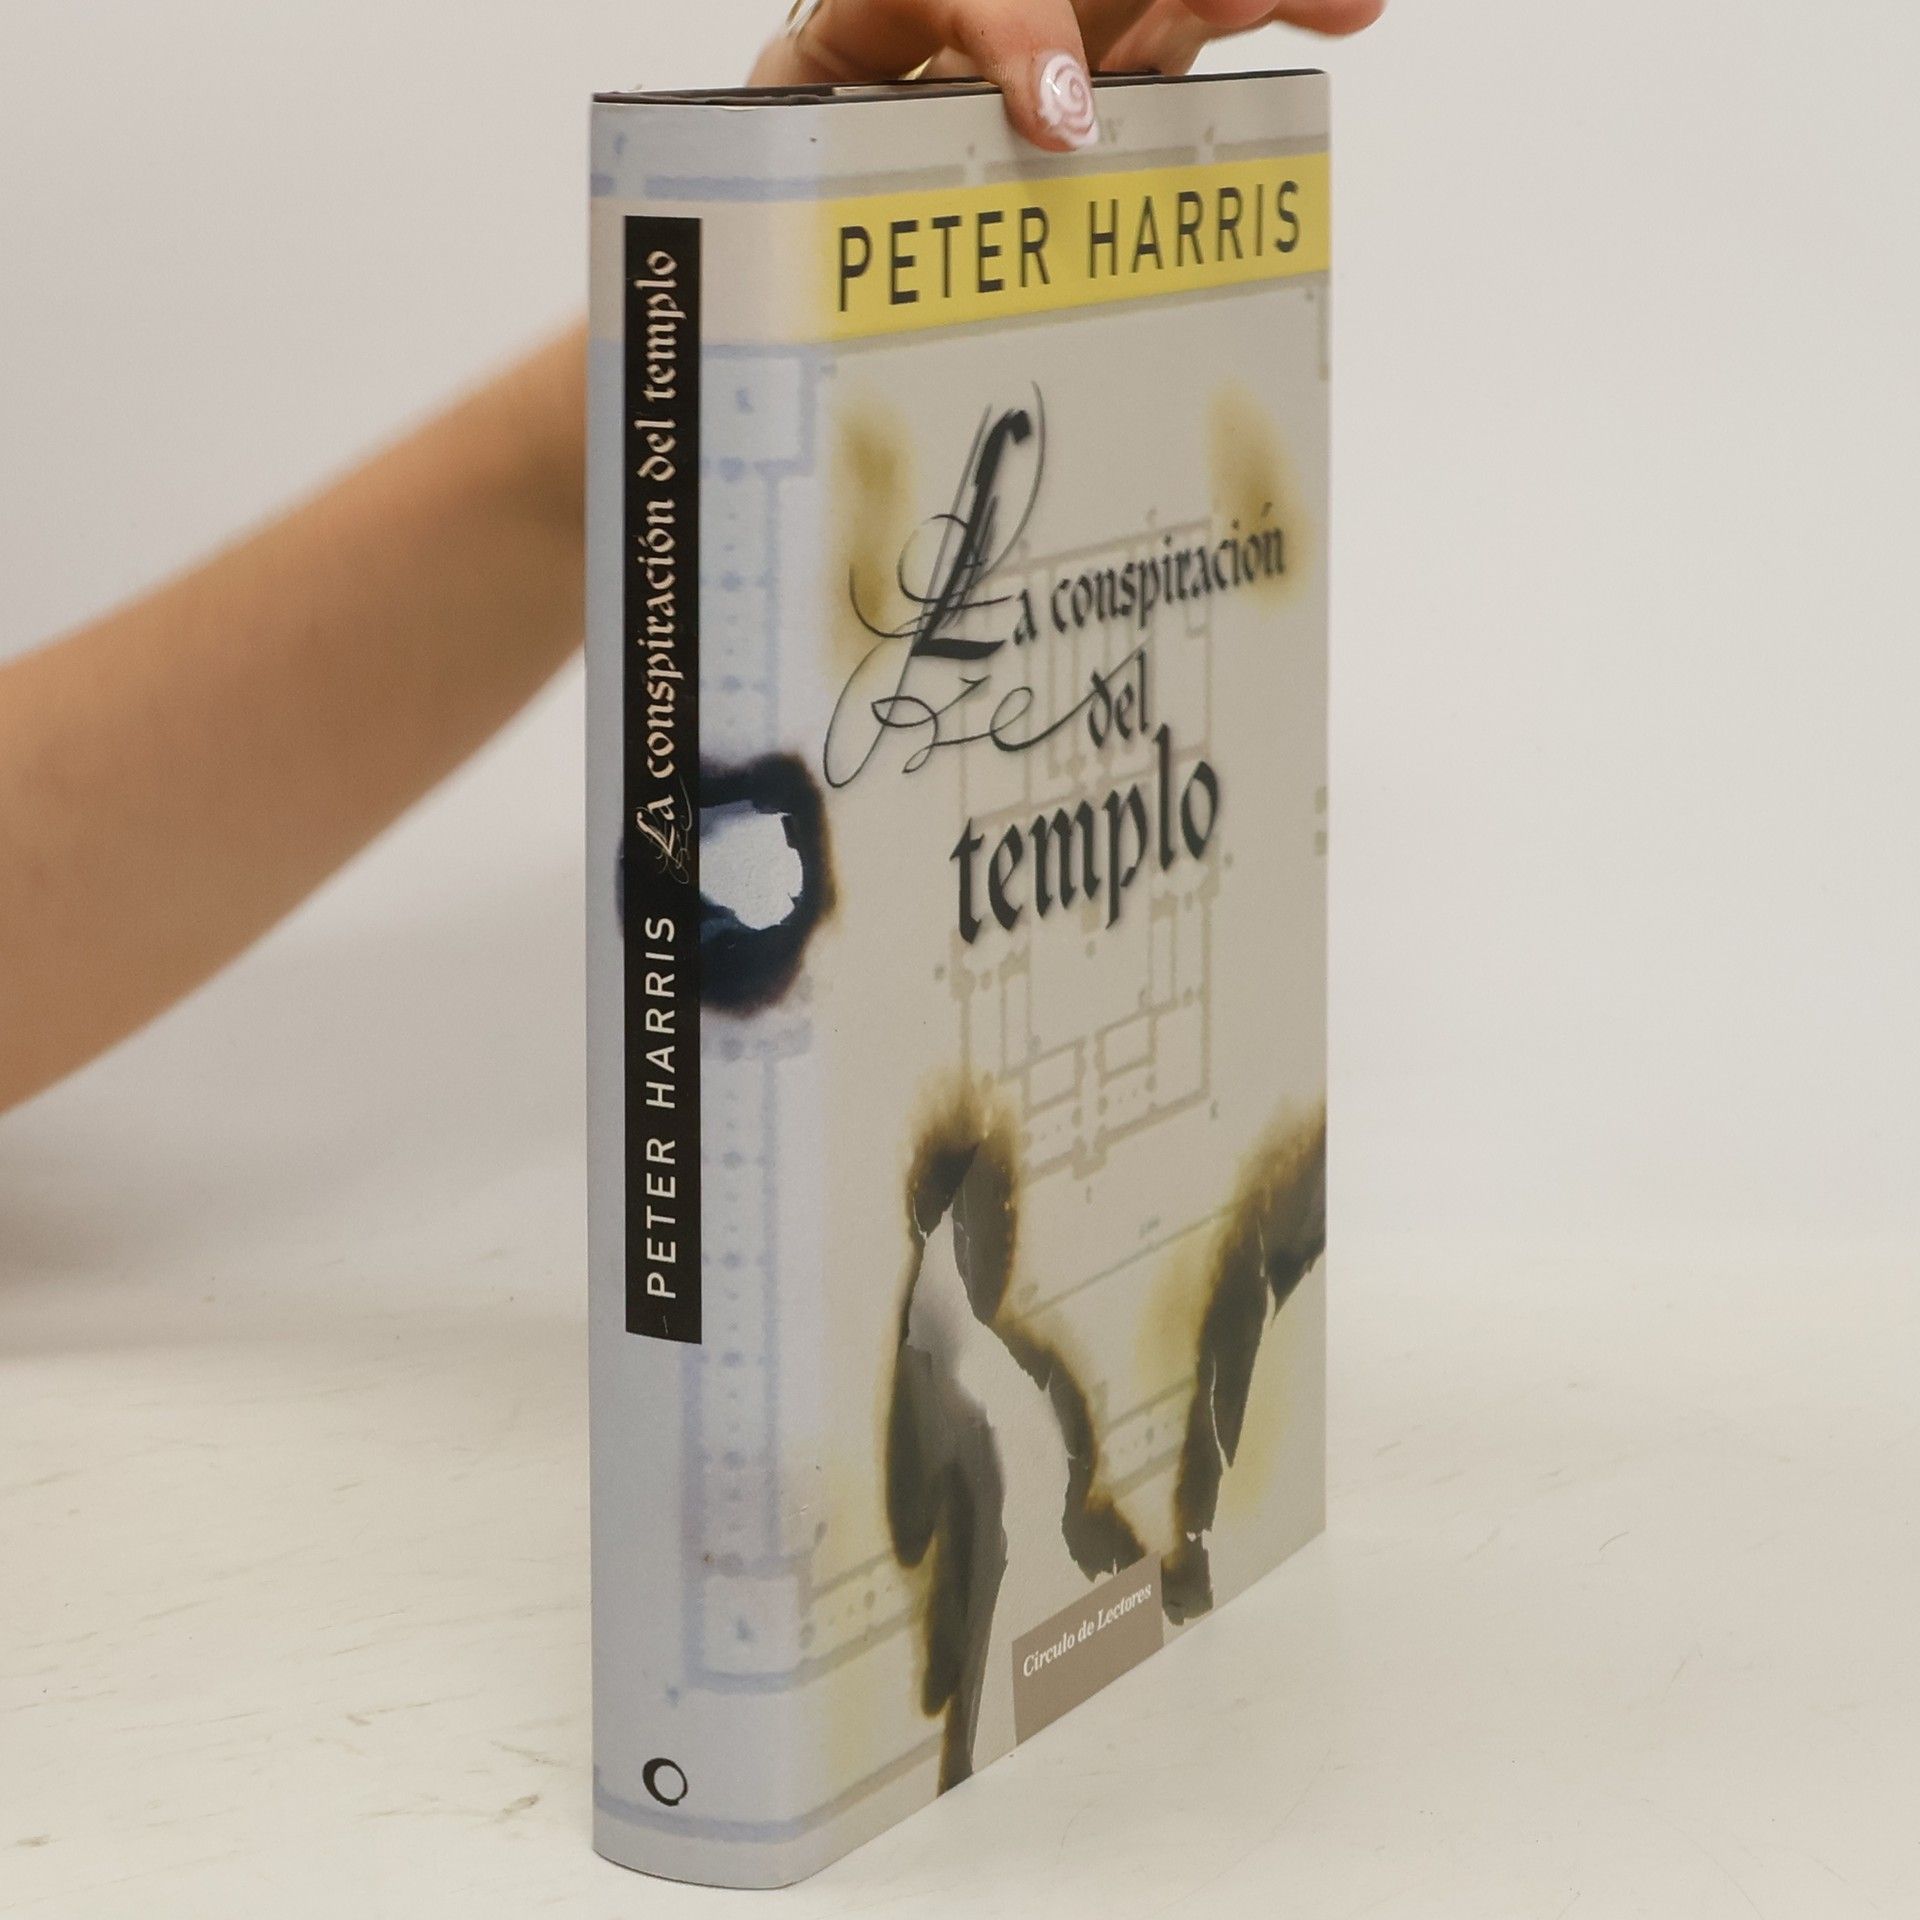 PETER HARRIS
La conspiración
del
templo
Círculo de Lectores
PETER HARRIS La conspiración del templo